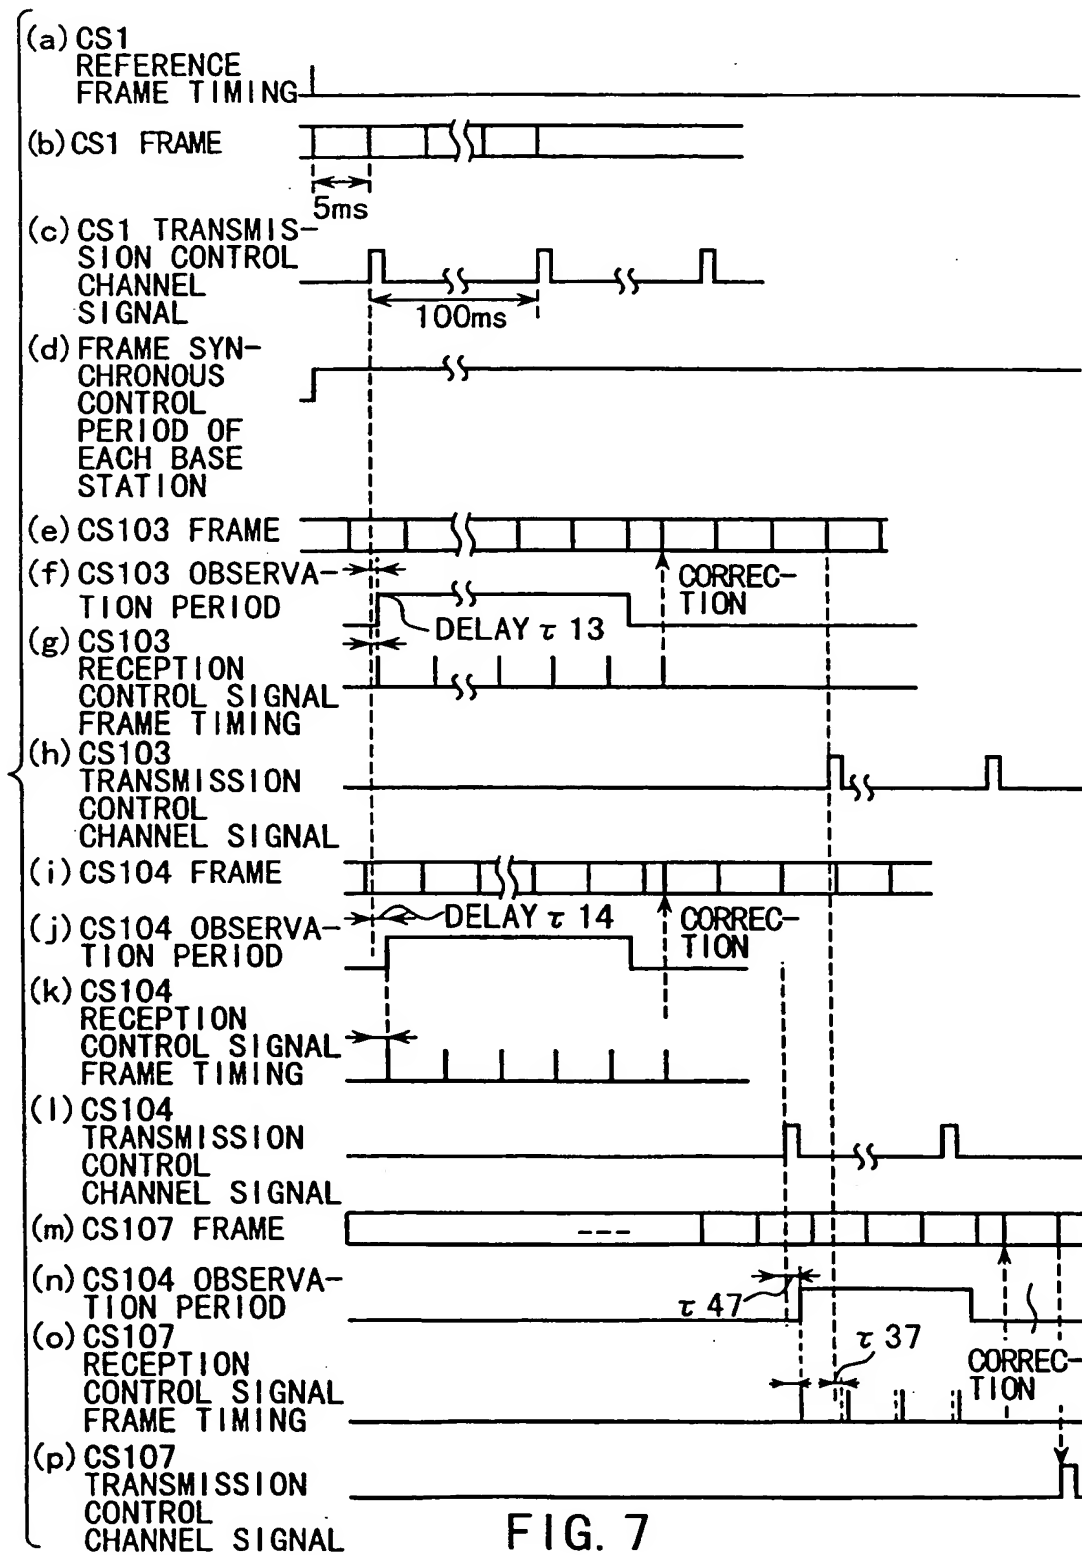 (a) CS1
REFERENCE
FRAME TIMING
(b) CS1 FRAME
5ms
(c) CS1 TRANSMIS-
SION CONTROL
CHANNEL
SIGNAL
100ms
(d) FRAME SYN-
CHRONOUS
CONTROL
PERIOD OF
EACH BASE
STATION
(e) CS103 FRAME
(f) CS103 OBSERVA-
TION PERIOD
CORREC-
TION
DELAY τ 13
(g) CS103
RECEPTION
CONTROL SIGNAL
FRAME TIMING
(h) CS103
TRANSMISSION
CONTROL
CHANNEL SIGNAL
(i) CS104 FRAME
DELAY τ 14
CORREC-
TION
(j) CS104 OBSERVA-
TION PERIOD
(k) CS104
RECEPTION
CONTROL SIGNAL
FRAME TIMING
(l) CS104
TRANSMISSION
CONTROL
CHANNEL SIGNAL
(m) CS107 FRAME
(n) CS104 OBSERVA-
TION PERIOD
τ 47
(o) CS107
RECEPTION
CONTROL SIGNAL
FRAME TIMING
τ 37
CORREC-
TION
(p) CS107
TRANSMISSION
CONTROL
CHANNEL SIGNAL
FIG. 7